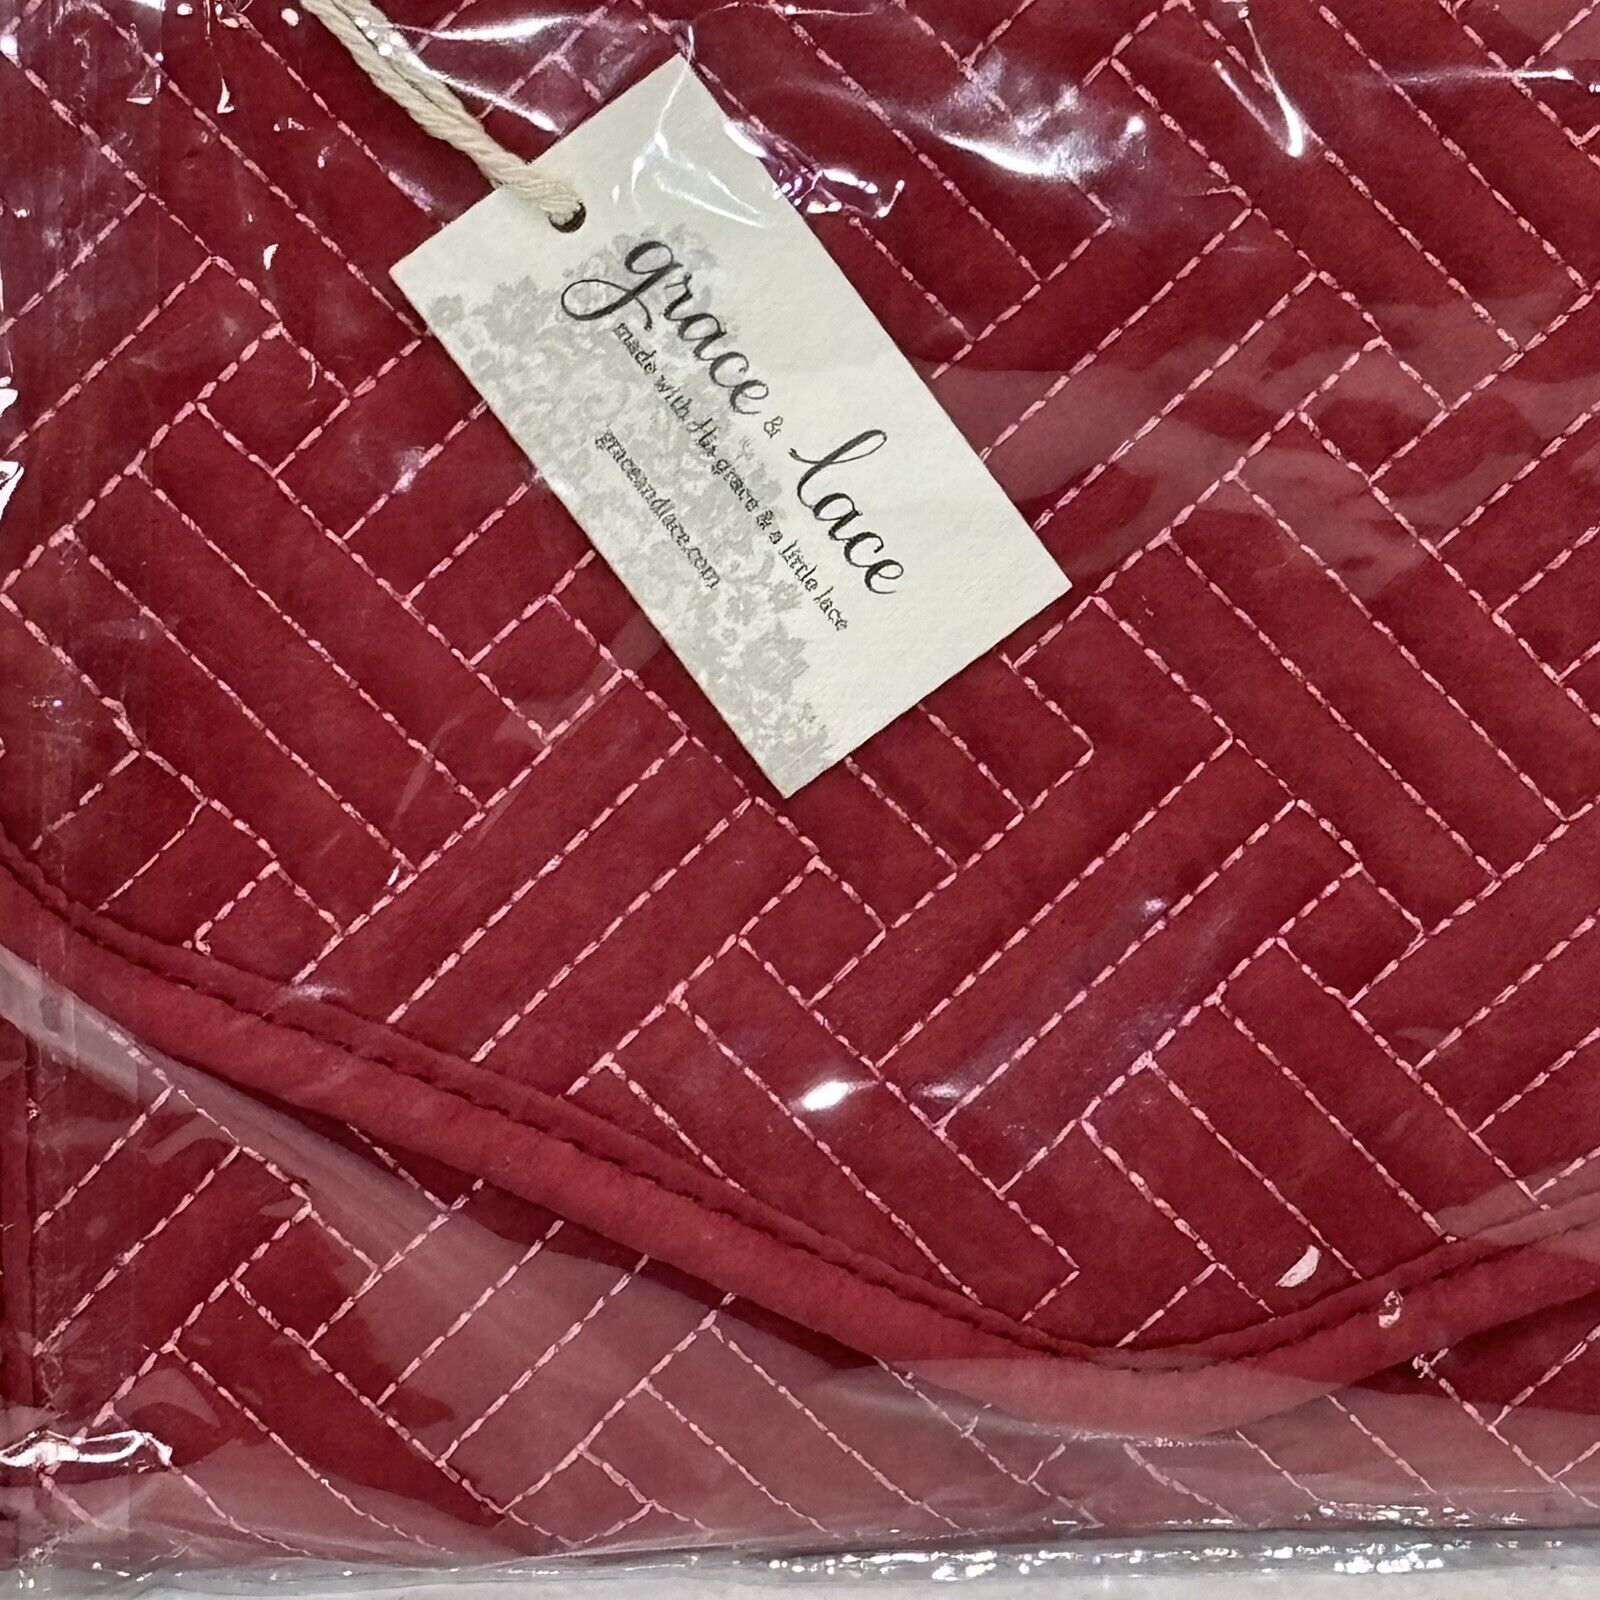 grace & lace
made with His grace & a little lace
graceandlace.com